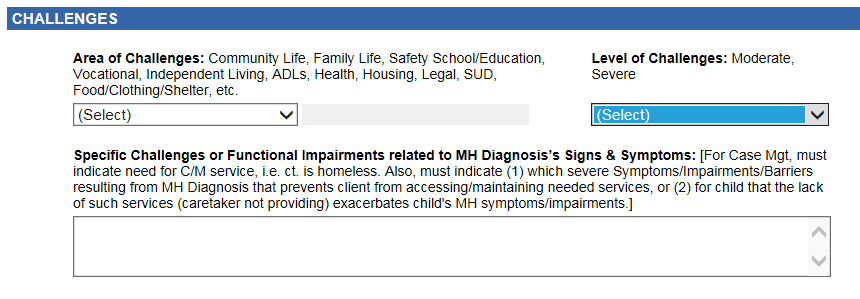 CHALLENGES
Area of Challenges: Community Life, Family Life, Safety School/Education,
Vocational, Independent Living, ADLs, Health, Housing, Legal, SUD,
Food/Clothing/Shelter, etc.
Level of Challenges: Moderate,
Severe
(Select)
(Select)
Specific Challenges or Functional Impairments related to MH Diagnosis's Signs & Symptoms: [For Case Mgt, must
indicate need for C/M service, i.e. ct. is homeless. Also, must indicate (1) which severe Symptoms/Impairments/Barriers
resulting from MH Diagnosis that prevents client from accessing/maintaining needed services, or (2) for child that the lack
of such services (caretaker not providing) exacerbates child's MH symptoms/impairments.]